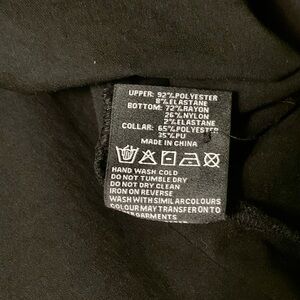 UPPER: 92%POLYESTER
8%ELASTANE
BOTTOM: 72%RAYON
26%NYLON
2%ELASTANE
COLLAR: 65%POLYESTER
35%PU
MADE IN CHINA
HAND WASH COLD
DO NOT TUMBLE DRY
DO NOT DRY CLEAN
IRON ON REVERSE
WASH WITH SIMILAR COLOURS
COLOUR MAY TRANSFER ON TO
GARMENTS